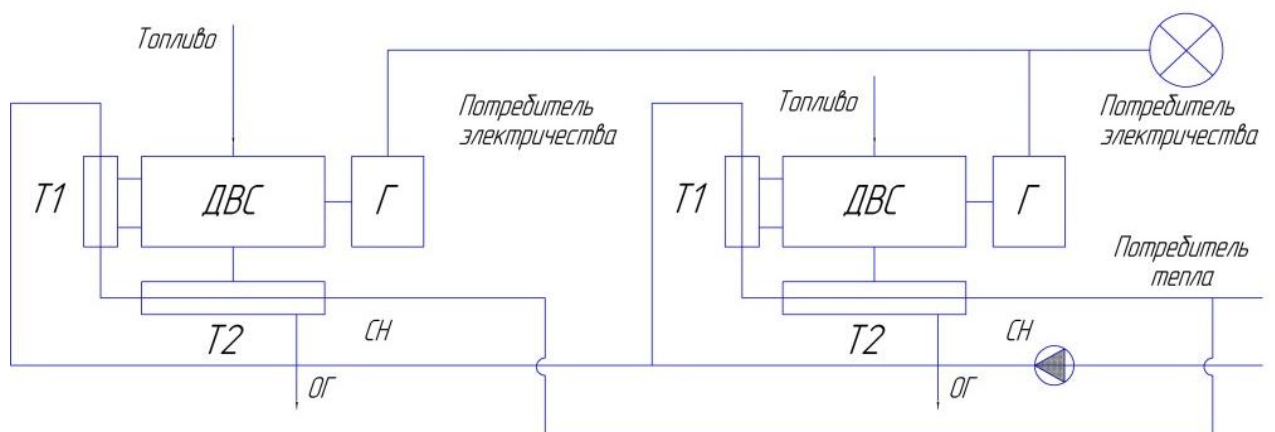 Топливо
Потребитель
электричества
Топливо
Потребитель
электричества
Т1
ДВС
Г
Т1
ДВС
Г
Потребитель
тепла
Т2
СН
Т2
СН
ОГ
ОГ